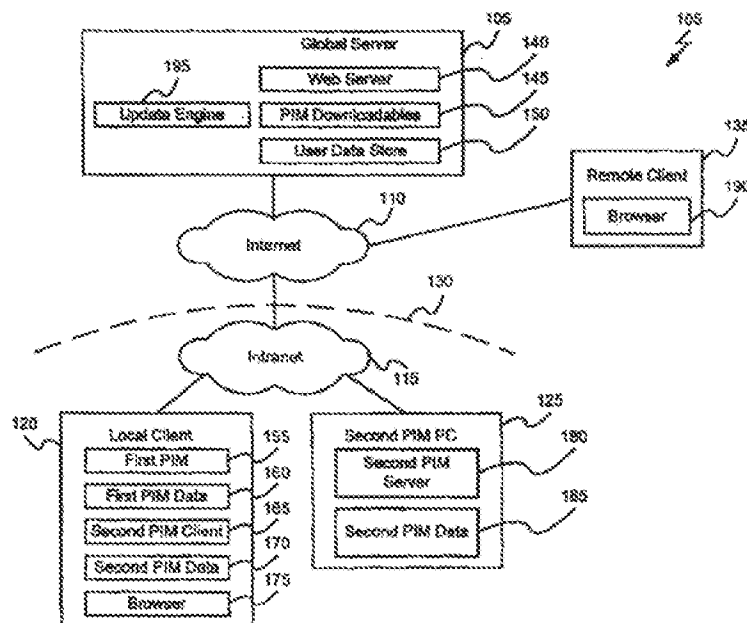 Global Server
105
100
195
Web Server
140
Update Engine
PIM Downloadables
145
User Data Store
150
135
Remote Client
190
Browser
110
Internet
130
Intranet
115
120
Local Client
First PIM
155
First PIM Data
160
Second PIM Client
165
Second PIM Data
170
Browser
175
125
Second PIM PC
Second PIM
Server
180
Second PIM Data
185